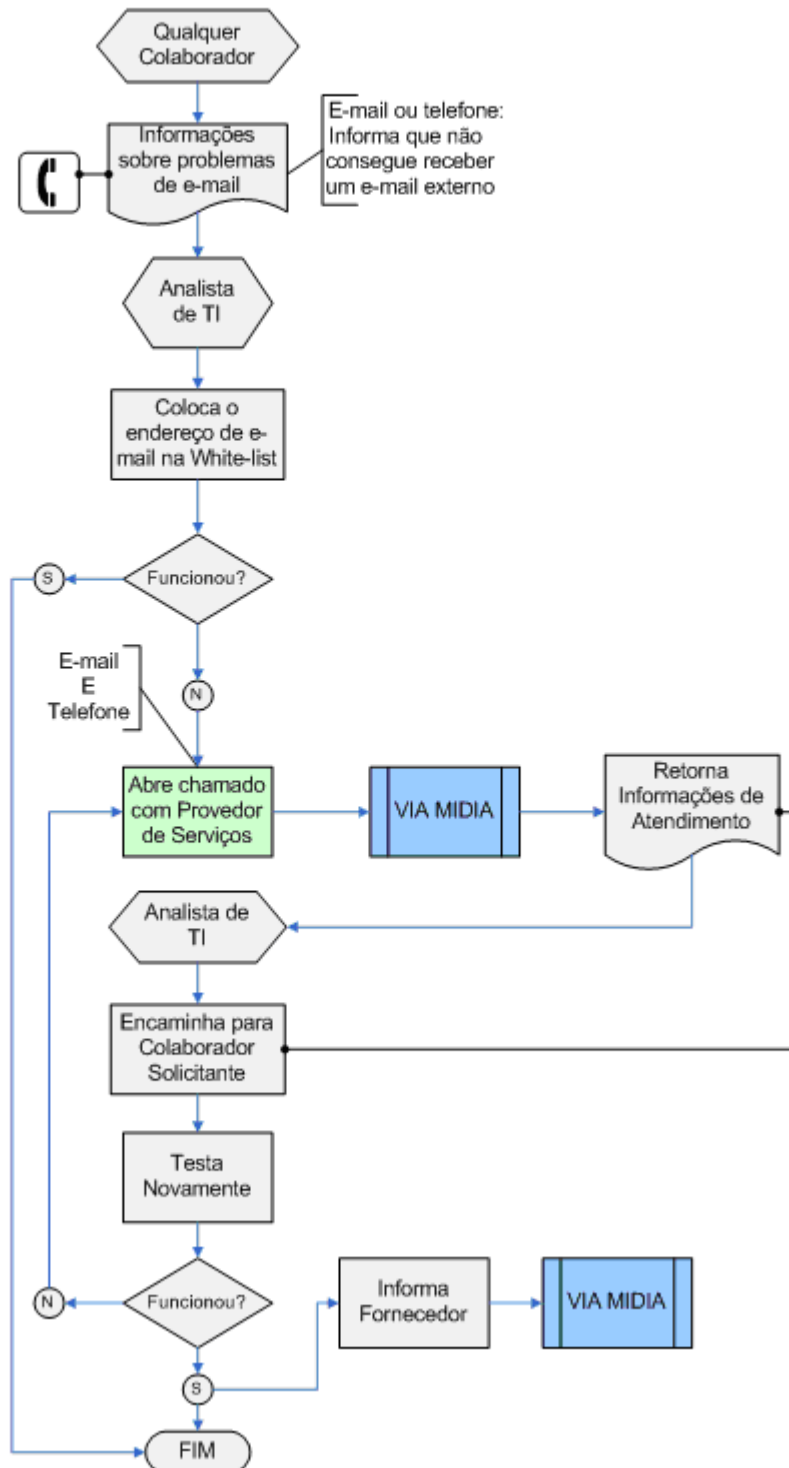 Qualquer
Colaborador
Informações
sobre problemas
de e-mail
E-mail ou telefone:
Informa que não
consegue receber
um e-mail externo
Analista
de TI
Coloca o
endereço de e-
mail na White-list
Funcionou?
S
N
E-mail
E
Telefone
Abre chamado
com Provedor
de Serviços
VIA MIDIA
Retorna
Informações de
Atendimento
Analista de
TI
Encaminha para
Colaborador
Solicitante
Testa
Novamente
Funcionou?
N
S
Informa
Fornecedor
VIA MIDIA
FIM